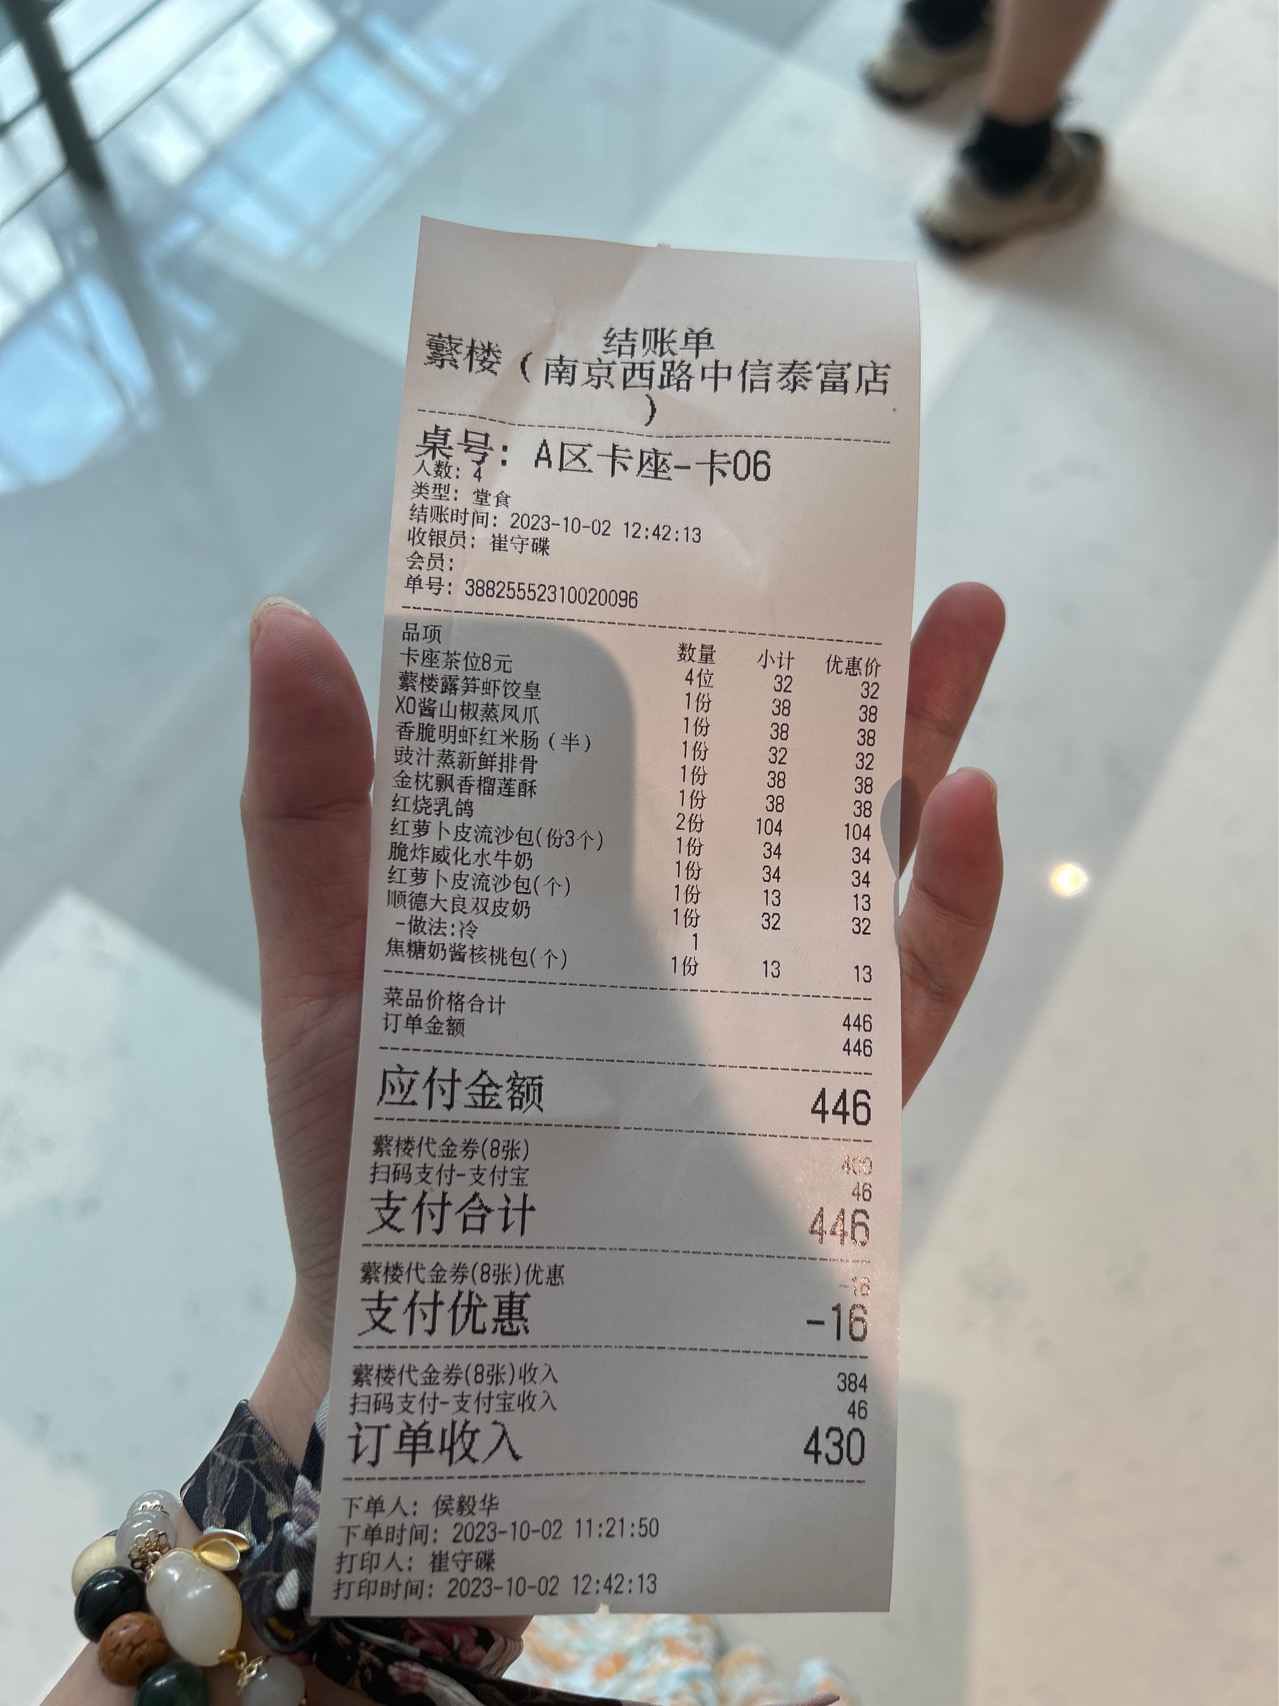 结账单
蘩楼（南京西路中信泰富店
）
桌号：A区卡座-卡06
人数：4
类型：堂食
结账时间：2023-10-02 12:42:13
收银员：崔守碟
会员：
单号：38825552310020096
品项 数量 小计 优惠价
卡座茶位8元 4位 32 32
蘩楼露笋虾饺皇 1份 38 38
XO酱山椒蒸凤爪 1份 38 38
香脆明虾红米肠（半） 1份 32 32
豉汁蒸新鲜排骨 1份 38 38
金枕飘香榴莲酥 1份 38 38
红烧乳鸽 2份 104 104
红萝卜皮流沙包(份3个) 1份 34 34
脆炸威化水牛奶 1份 34 34
红萝卜皮流沙包(个) 1份 13 13
顺德大良双皮奶 1份 32 32
-做法:冷 1
焦糖奶酱核桃包(个) 1份 13 13
菜品价格合计 446
订单金额 446
应付金额 446
蘩楼代金券(8张) 400
扫码支付-支付宝 46
支付合计 446
蘩楼代金券(8张)优惠 -16
支付优惠 -16
蘩楼代金券(8张)收入 384
扫码支付-支付宝收入 46
订单收入 430
下单人：侯毅华
下单时间：2023-10-02 11:21:50
打印人：崔守碟
打印时间：2023-10-02 12:42:13